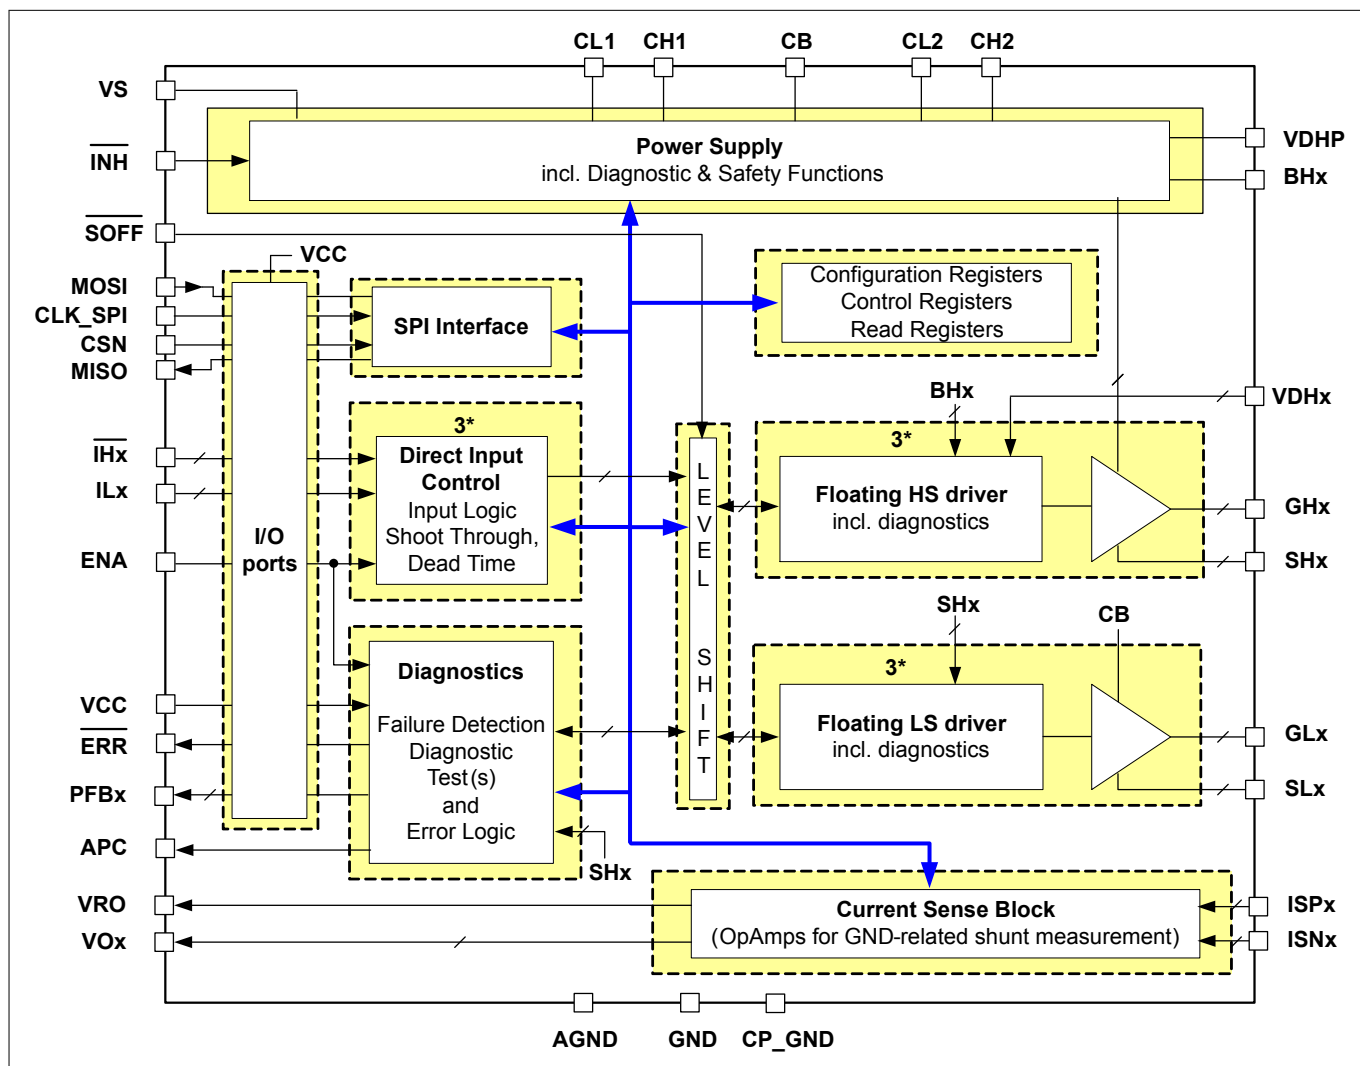 CL1
CH1
CB
CL2
CH2
VS
INH
SOFF
Power Supply
incl. Diagnostic & Safety Functions
VDHP
BHx
VCC
MOSI
CLK_SPI
CSN
MISO
SPI Interface
Configuration Registers
Control Registers
Read Registers
BHx
VDHx
IHx
ILx
ENA
I/O
ports
3*
Direct Input
Control
Input Logic
Shoot Through,
Dead Time
LEVEL SHIFT
3*
Floating HS driver
incl. diagnostics
GHx
SHx
SHx
CB
VCC
ERR
PFBx
APC
Diagnostics
Failure Detection
Diagnostic
Test(s)
and
Error Logic
SHx
3*
Floating LS driver
incl. diagnostics
GLx
SLx
VRO
VOx
Current Sense Block
(OpAmps for GND-related shunt measurement)
ISPx
ISNx
AGND
GND
CP_GND